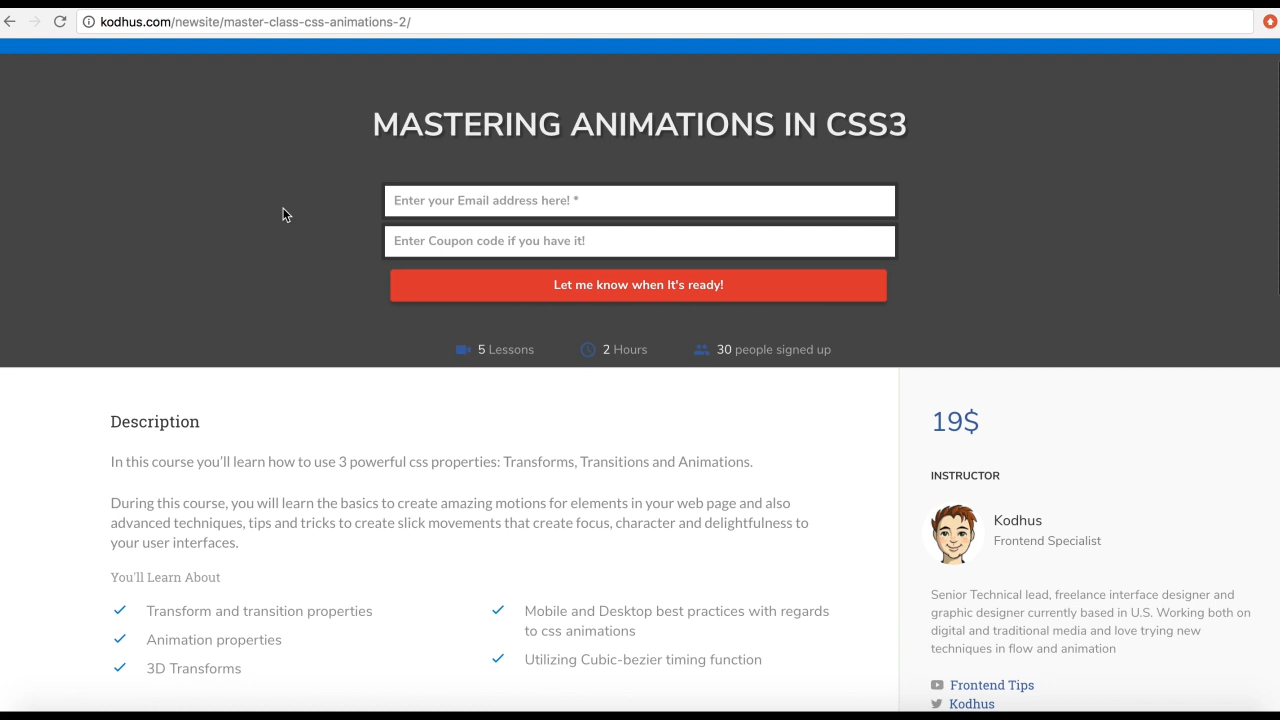 kodhus.com/newsite/master-class-css-animations-2/
MASTERING ANIMATIONS IN CSS3
Enter your Email address here! *
Enter Coupon code if you have it!
Let me know when It's ready!
5 Lessons
2 Hours
30 people signed up
Description
In this course you'll learn how to use 3 powerful css properties: Transforms, Transitions and Animations.
During this course, you will learn the basics to create amazing motions for elements in your web page and also
advanced techniques, tips and tricks to create slick movements that create focus, character and delightfulness to
your user interfaces.
You'll Learn About
Transform and transition properties
Animation properties
3D Transforms
Mobile and Desktop best practices with regards
to css animations
Utilizing Cubic-bezier timing function
19$
INSTRUCTOR
Kodhus
Frontend Specialist
Senior Technical lead, freelance interface designer and
graphic designer currently based in U.S. Working both on
digital and traditional media and love trying new
techniques in flow and animation
Frontend Tips
Kodhus